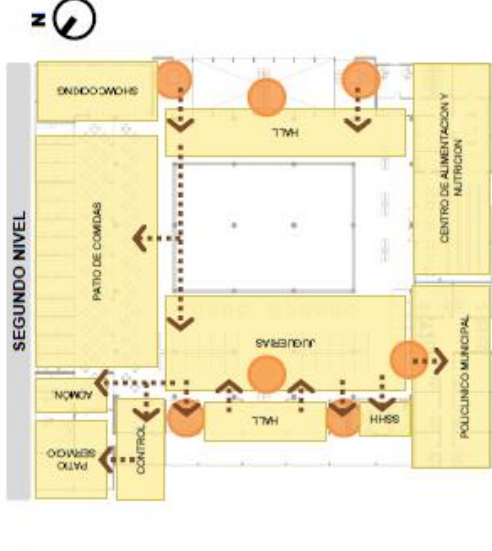 N
SEGUNDO NIVEL
SHOWCOOKING
HALL
CENTRO DE ALIMENTACION Y
NUTRICION
PATIO DE COMIDAS
JUGUERIAS
ADMÓN.
PATIO
SERVICIO
CONTROL
HALL
SSHH
POLICLINICO MUNICIPAL